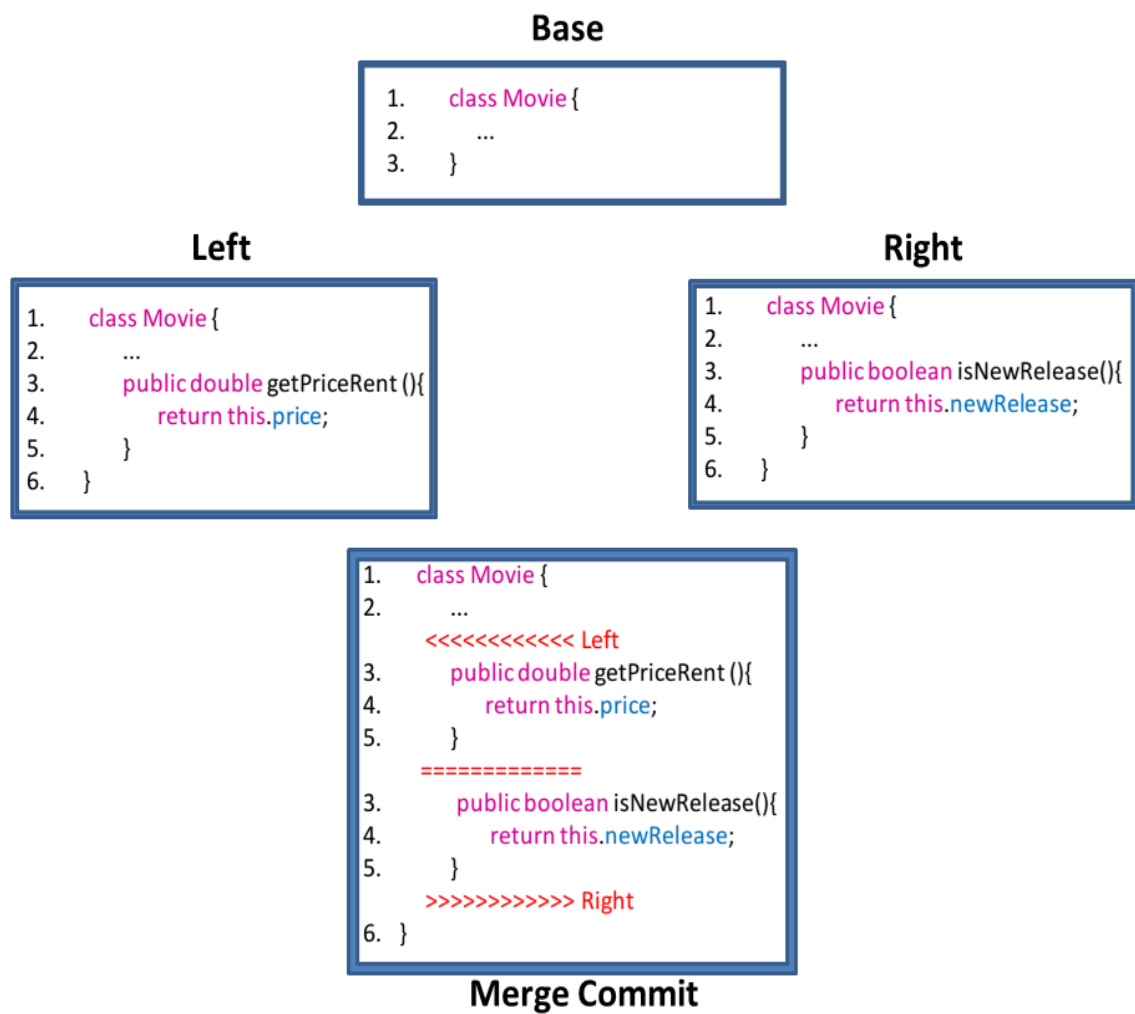 Base
1. class Movie {
2. ...
3. }
Left
1. class Movie {
2. ...
3. public double getPriceRent (){
4. return this.price;
5. }
6. }
Right
1. class Movie {
2. ...
3. public boolean isNewRelease(){
4. return this.newRelease;
5. }
6. }
1. class Movie {
2. ...
<<<<<<<<<<<< Left
3. public double getPriceRent (){
4. return this.price;
5. }
=============
3. public boolean isNewRelease(){
4. return this.newRelease;
5. }
>>>>>>>>>>>> Right
6. }
Merge Commit